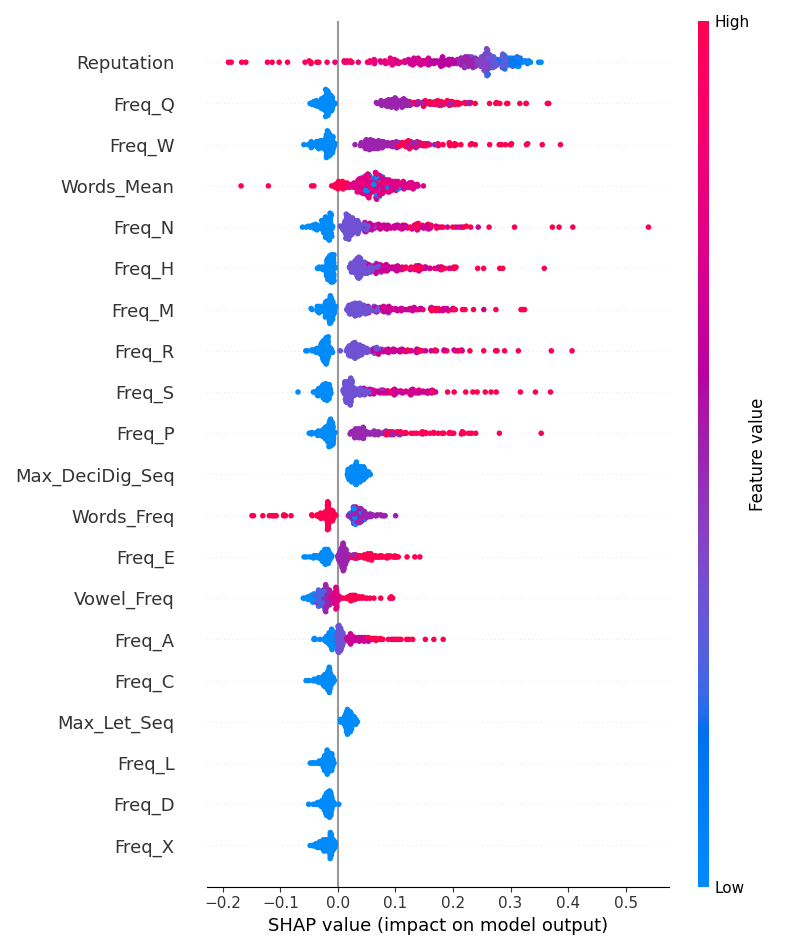 High
Reputation
Freq_Q
Freq_W
Words_Mean
Freq_N
Freq_H
Freq_M
Freq_R
Freq_S
Freq_P
Max_DeciDig_Seq
Words_Freq
Freq_E
Vowel_Freq
Freq_A
Freq_C
Max_Let_Seq
Freq_L
Freq_D
Freq_X
Feature value
Low
−0.2 −0.1 0.0 0.1 0.2 0.3 0.4 0.5
SHAP value (impact on model output)